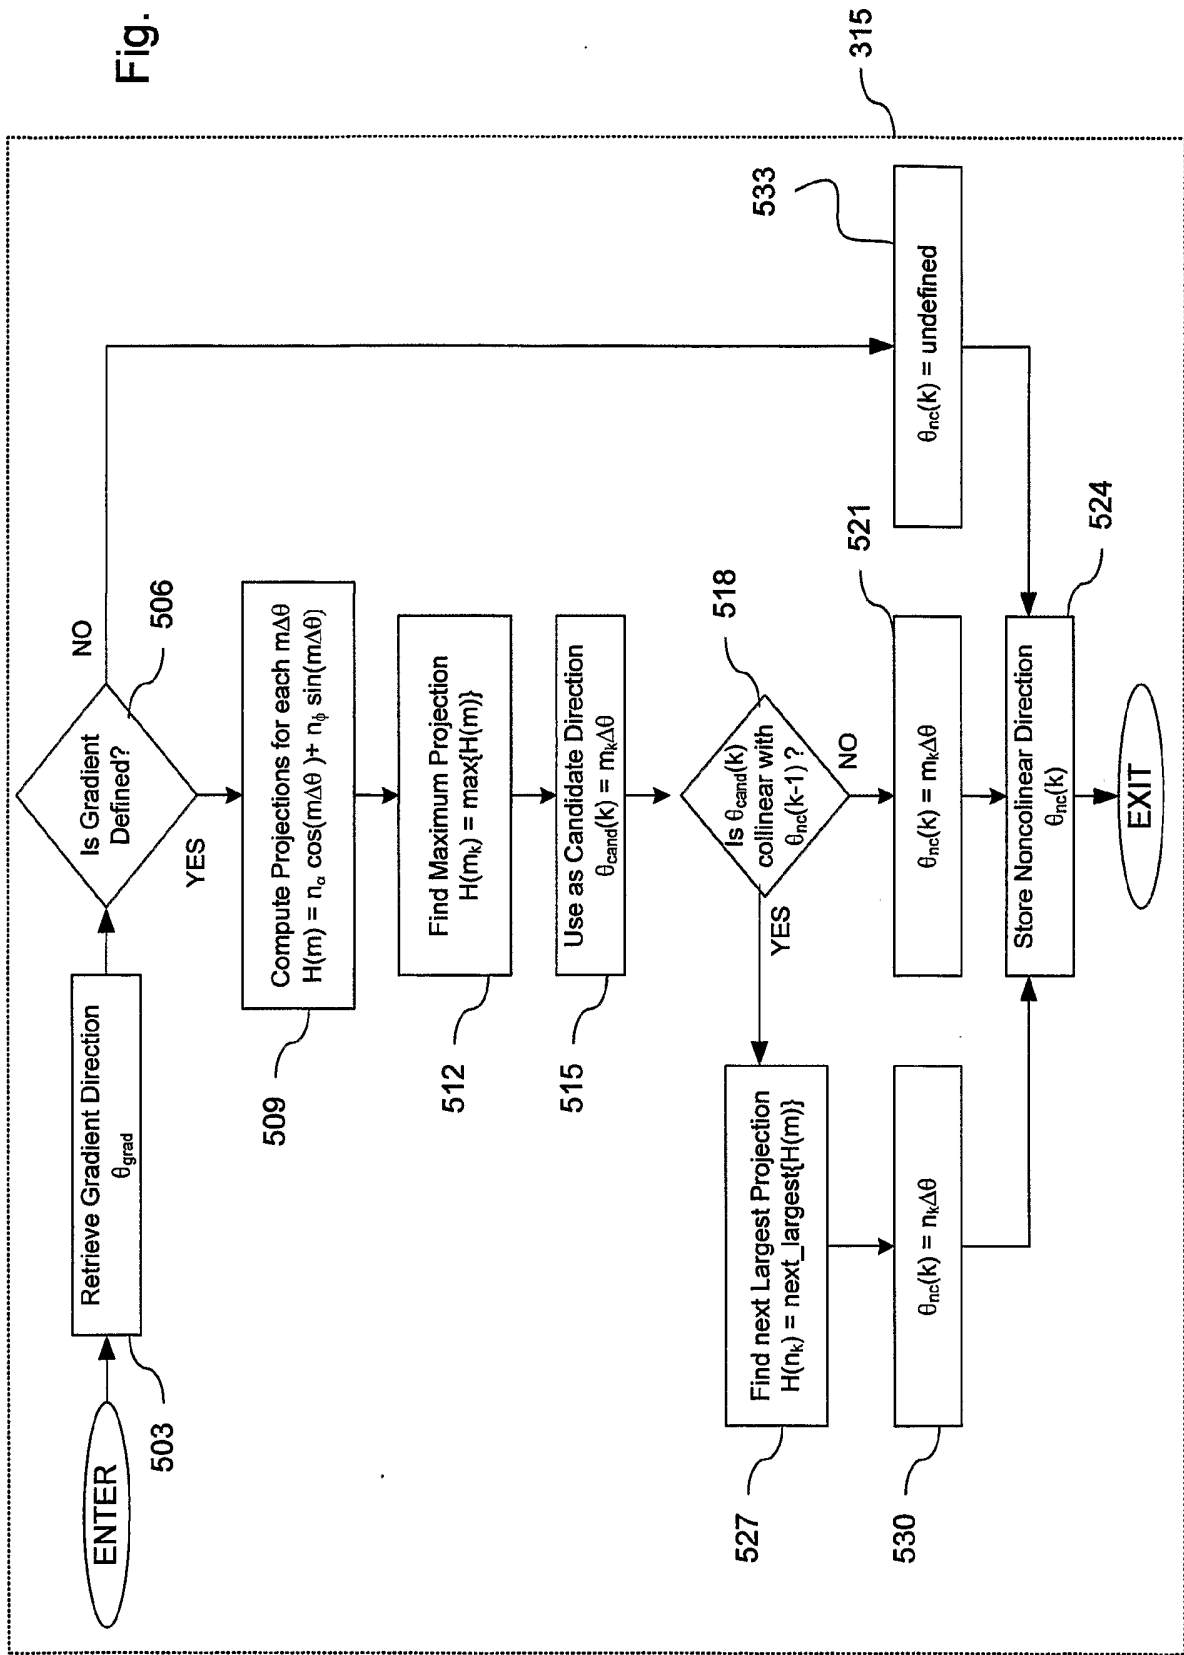 Fig.
315
ENTER
Retrieve Gradient Direction
θgrad
503
Is Gradient
Defined?
506
NO
YES
Compute Projections for each mΔθ
H(m) = nα cos(mΔθ )+ nϕ sin(mΔθ)
509
Find Maximum Projection
H(mk) = max{H(m)}
512
Use as Candidate Direction
θcand(k) = mkΔθ
515
Is θcand(k)
collinear with
θnc(k-1) ?
518
YES
NO
Find next Largest Projection
H(nk) = next_largest{H(m)}
527
θnc(k) = nkΔθ
530
θnc(k) = mkΔθ
521
θnc(k) = undefined
533
Store Noncolinear Direction
θnc(k)
524
EXIT